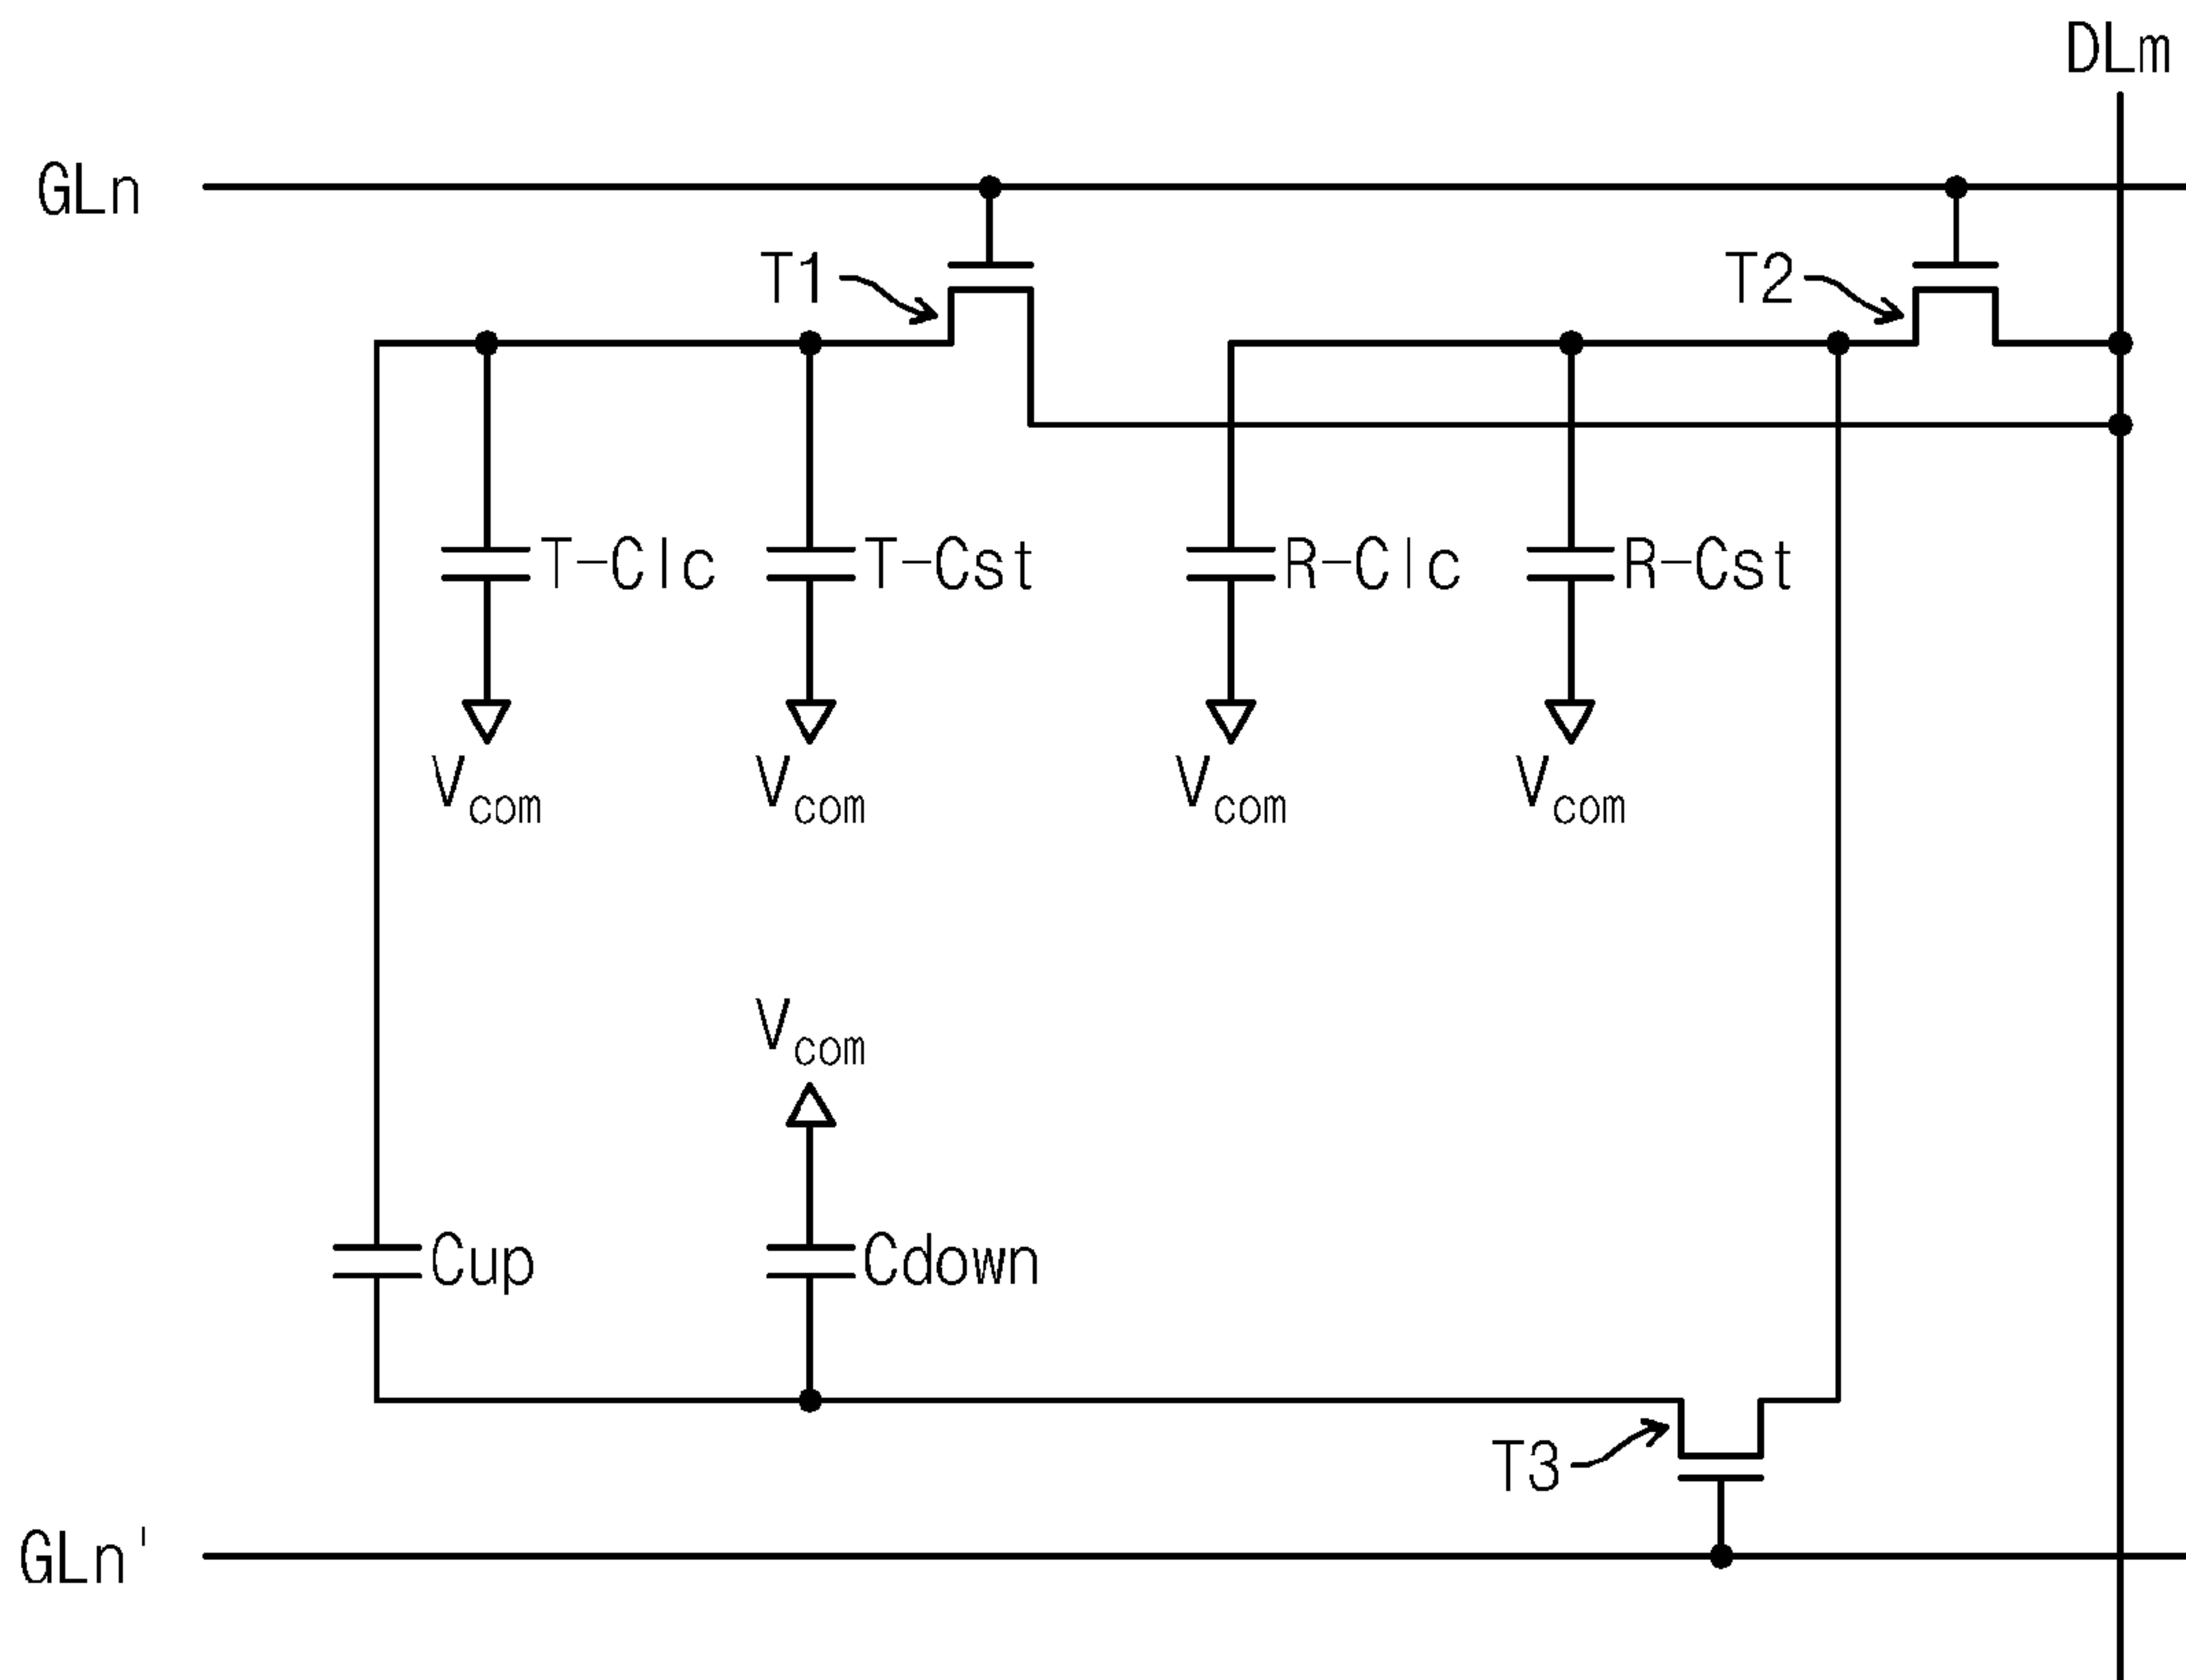 DLm
GLn
T1
T2
T-Clc
T-Cst
R-Clc
R-Cst
Vcom
Vcom
Vcom
Vcom
Vcom
Cup
Cdown
T3
GLn'